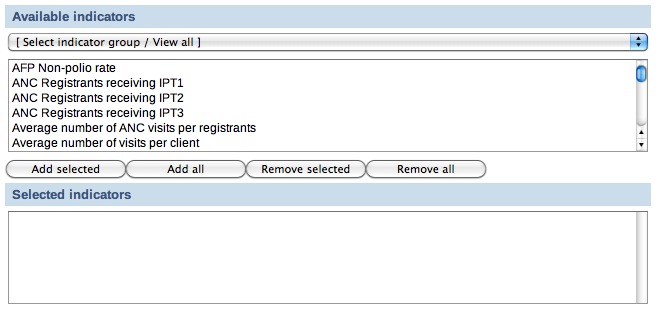 Available indicators
[ Select indicator group / View all ]
AFP Non-polio rate
ANC Registrants receiving IPT1
ANC Registrants receiving IPT2
ANC Registrants receiving IPT3
Average number of ANC visits per registrants
Average number of visits per client
Add selected Add all Remove selected Remove all
Selected indicators